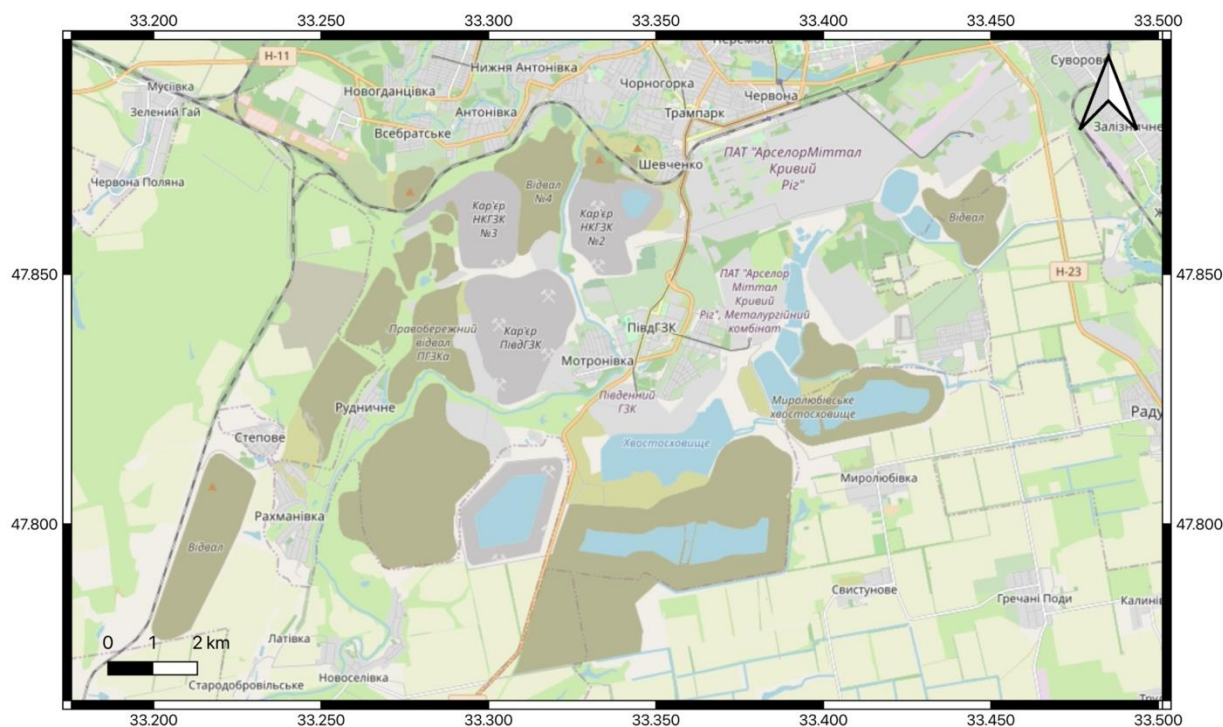 33.200 33.250 33.300 33.350 33.400 33.450 33.500
Н-11
Перемога
Суворове
Мусіївка
Нижня Антонівка
Чорногорка
Новогданцівка
Червона
Зелений Гай
Антонівка
Трампарк
Всебратське
Залізничне
ПАТ "АрселорМіттал
Кривий
Ріг"
Шевченко
Червона Поляна
Відвал
№4
Кар'єр
НКГЗК
№3
Кар'єр
НКГЗК
№2
Відвал
47.850
ПАТ "Арселор
Міттал
Кривий
Ріг", Металургійний
комбінат
Н-23
47.850
Правобережний
відвал
ПГЗКа
Кар'єр
ПівдГЗК
ПівдГЗК
Мотронівка
Рудничне
Південний
ГЗК
Миролюбівське
хвостосховище
Раду
Степове
Хвостосховище
Миролюбівка
Рахманівка
47.800
47.800
Відвал
Свистунове
Гречані Поди
Калинів
0 1 2 km
Латівка
Новоселівка
Стародобровільське
33.200 33.250 33.300 33.350 33.400 33.450 33.500